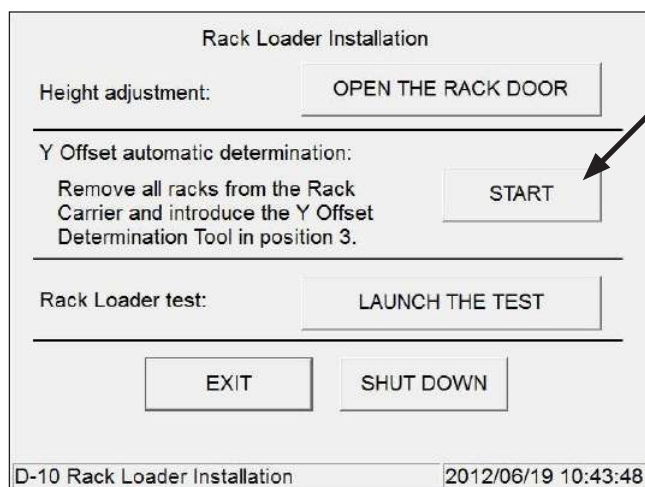 Rack Loader Installation
Height adjustment:
OPEN THE RACK DOOR
Y Offset automatic determination:
Remove all racks from the Rack
Carrier and introduce the Y Offset
Determination Tool in position 3.
START
Rack Loader test:
LAUNCH THE TEST
EXIT
SHUT DOWN
D-10 Rack Loader Installation
2012/06/19 10:43:48